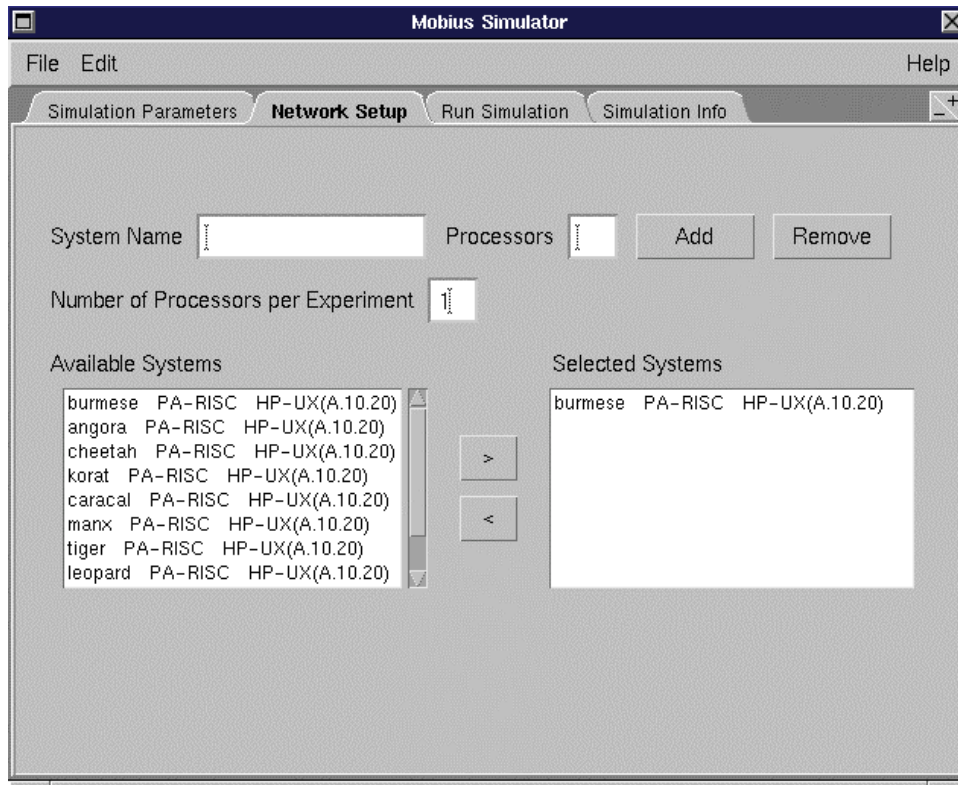 Mobius Simulator
File Edit Help
Simulation Parameters Network Setup Run Simulation Simulation Info
System Name Processors Add Remove
Number of Processors per Experiment 1
Available Systems Selected Systems
burmese PA-RISC HP-UX(A.10.20) burmese PA-RISC HP-UX(A.10.20)
angora PA-RISC HP-UX(A.10.20)
cheetah PA-RISC HP-UX(A.10.20)
korat PA-RISC HP-UX(A.10.20)
caracal PA-RISC HP-UX(A.10.20)
manx PA-RISC HP-UX(A.10.20)
tiger PA-RISC HP-UX(A.10.20)
leopard PA-RISC HP-UX(A.10.20)
>
<